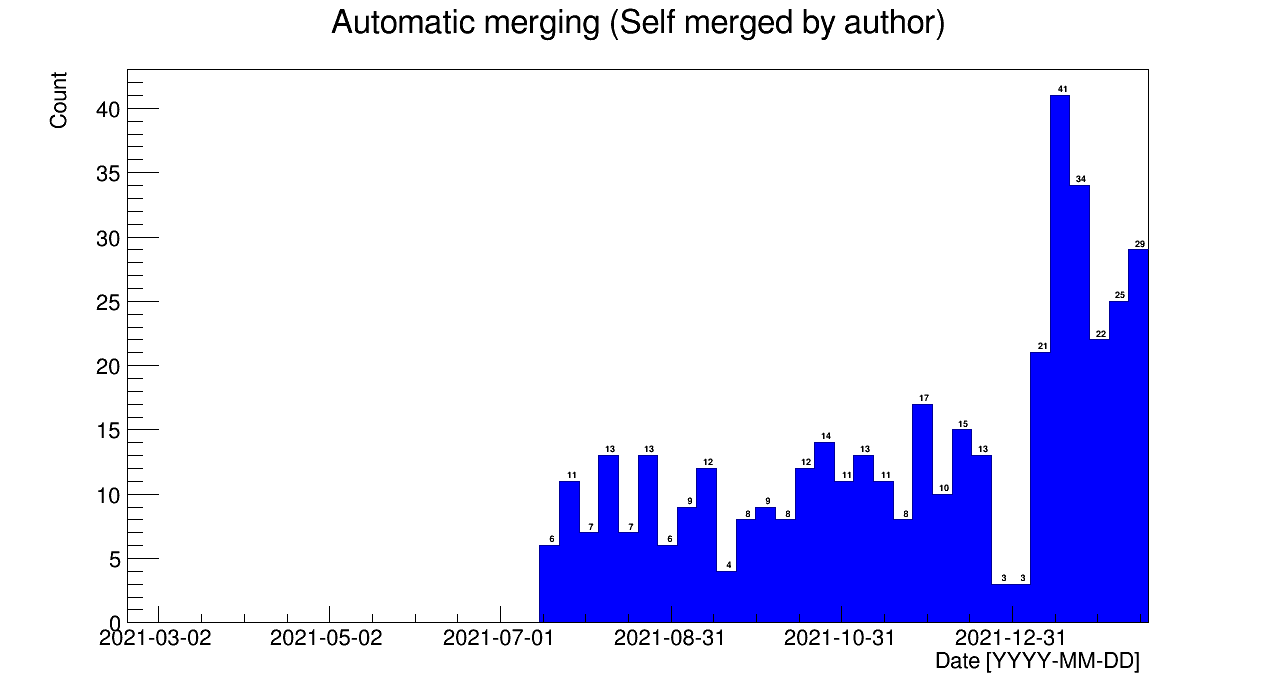 Automatic merging (Self merged by author)
Count
40
35
30
25
20
15
10
5
0
6 11 7 13 7 13 6 9 12 4 8 9 8 12 14 11 13 11 8 17 10 15 13 3 3 21 41 34 22 25 29
2021-03-02 2021-05-02 2021-07-01 2021-08-31 2021-10-31 2021-12-31
Date [YYYY-MM-DD]